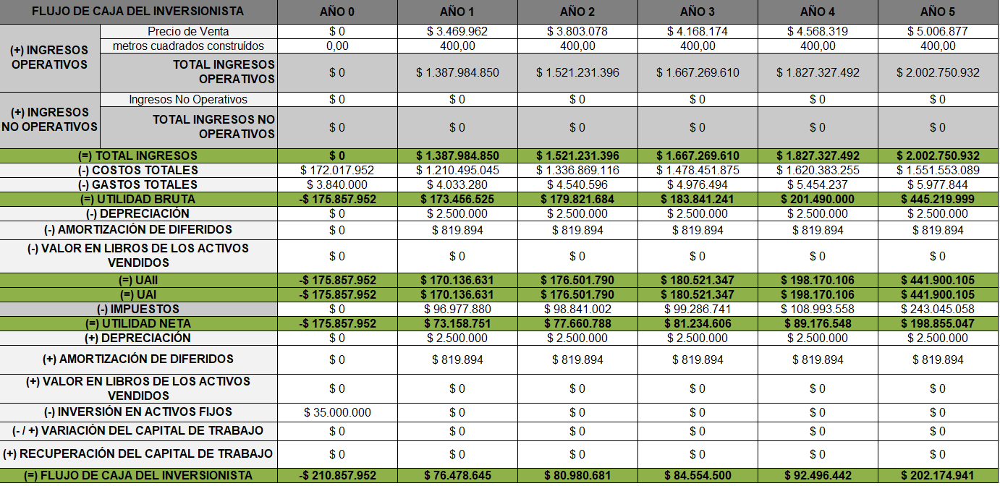 FLUJO DE CAJA DEL INVERSIONISTA AÑO 0 AÑO 1 AÑO 2 AÑO 3 AÑO 4 AÑO 5
(+) INGRESOS
OPERATIVOS
Precio de Venta $ 0 $ 3.469.962 $ 3.803.078 $ 4.168.174 $ 4.568.319 $ 5.006.877
metros cuadrados construídos 0,00 400,00 400,00 400,00 400,00 400,00
TOTAL INGRESOS
OPERATIVOS
$ 0 $ 1.387.984.850 $ 1.521.231.396 $ 1.667.269.610 $ 1.827.327.492 $ 2.002.750.932
(+) INGRESOS
NO OPERATIVOS
Ingresos No Operativos $ 0 $ 0 $ 0 $ 0 $ 0 $ 0
TOTAL INGRESOS NO
OPERATIVOS
$ 0 $ 0 $ 0 $ 0 $ 0 $ 0
(=) TOTAL INGRESOS $ 0 $ 1.387.984.850 $ 1.521.231.396 $ 1.667.269.610 $ 1.827.327.492 $ 2.002.750.932
(-) COSTOS TOTALES $ 172.017.952 $ 1.210.495.045 $ 1.336.869.116 $ 1.478.451.875 $ 1.620.383.255 $ 1.551.553.089
(-) GASTOS TOTALES $ 3.840.000 $ 4.033.280 $ 4.540.596 $ 4.976.494 $ 5.454.237 $ 5.977.844
(=) UTILIDAD BRUTA -$ 175.857.952 $ 173.456.525 $ 179.821.684 $ 183.841.241 $ 201.490.000 $ 445.219.999
(-) DEPRECIACIÓN $ 0 $ 2.500.000 $ 2.500.000 $ 2.500.000 $ 2.500.000 $ 2.500.000
(-) AMORTIZACIÓN DE DIFERIDOS $ 0 $ 819.894 $ 819.894 $ 819.894 $ 819.894 $ 819.894
(-) VALOR EN LIBROS DE LOS ACTIVOS
VENDIDOS
$ 0 $ 0 $ 0 $ 0 $ 0 $ 0
(=) UAII -$ 175.857.952 $ 170.136.631 $ 176.501.790 $ 180.521.347 $ 198.170.106 $ 441.900.105
(=) UAI -$ 175.857.952 $ 170.136.631 $ 176.501.790 $ 180.521.347 $ 198.170.106 $ 441.900.105
(-) IMPUESTOS $ 0 $ 96.977.880 $ 98.841.002 $ 99.286.741 $ 108.993.558 $ 243.045.058
(=) UTILIDAD NETA -$ 175.857.952 $ 73.158.751 $ 77.660.788 $ 81.234.606 $ 89.176.548 $ 198.855.047
(+) DEPRECIACIÓN $ 0 $ 2.500.000 $ 2.500.000 $ 2.500.000 $ 2.500.000 $ 2.500.000
(+) AMORTIZACIÓN DE DIFERIDOS $ 0 $ 819.894 $ 819.894 $ 819.894 $ 819.894 $ 819.894
(+) VALOR EN LIBROS DE LOS ACTIVOS
VENDIDOS
$ 0 $ 0 $ 0 $ 0 $ 0 $ 0
(-) INVERSIÓN EN ACTIVOS FIJOS $ 35.000.000 $ 0 $ 0 $ 0 $ 0 $ 0
(- / +) VARIACIÓN DEL CAPITAL DE TRABAJO $ 0 $ 0 $ 0 $ 0 $ 0 $ 0
(+) RECUPERACIÓN DEL CAPITAL DE TRABAJO $ 0 $ 0 $ 0 $ 0 $ 0 $ 0
(=) FLUJO DE CAJA DEL INVERSIONISTA -$ 210.857.952 $ 76.478.645 $ 80.980.681 $ 84.554.500 $ 92.496.442 $ 202.174.941